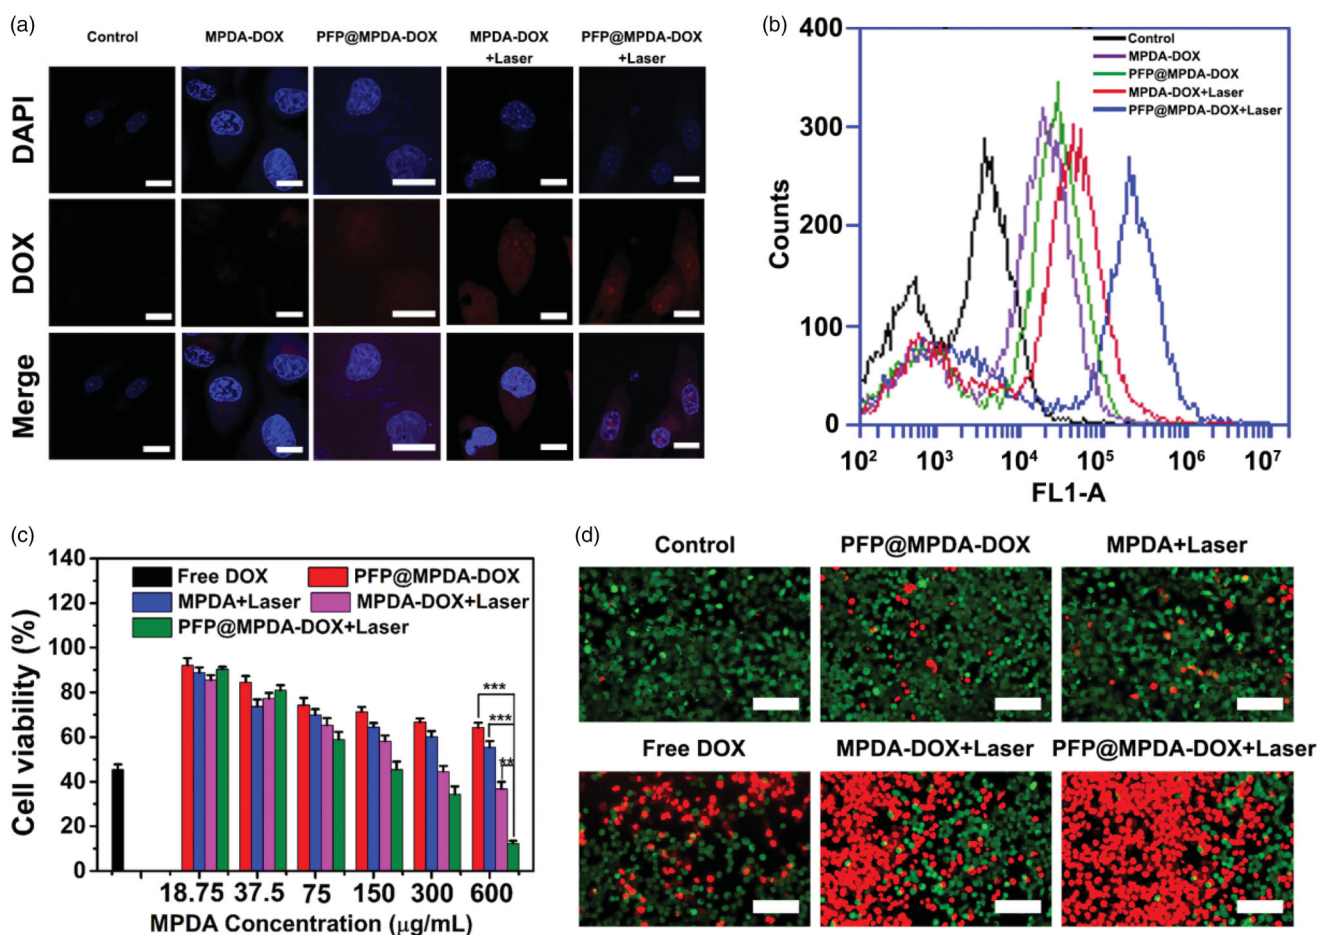 (a)
Control
MPDA-DOX
PFP@MPDA-DOX
MPDA-DOX
+Laser
PFP@MPDA-DOX
+Laser
DAPI
DOX
Merge
(b)
400
300
200
100
0
Counts
Control
MPDA-DOX
PFP@MPDA-DOX
MPDA-DOX+Laser
PFP@MPDA-DOX+Laser
10² 10³ 10⁴ 10⁵ 10⁶ 10⁷
FL1-A
(c)
140
120
100
80
60
40
20
0
Cell viability (%)
Free DOX
PFP@MPDA-DOX
MPDA+Laser
MPDA-DOX+Laser
PFP@MPDA-DOX+Laser
***
***
**
18.75 37.5 75 150 300 600
MPDA Concentration (μg/mL)
(d)
Control
PFP@MPDA-DOX
MPDA+Laser
Free DOX
MPDA-DOX+Laser
PFP@MPDA-DOX+Laser